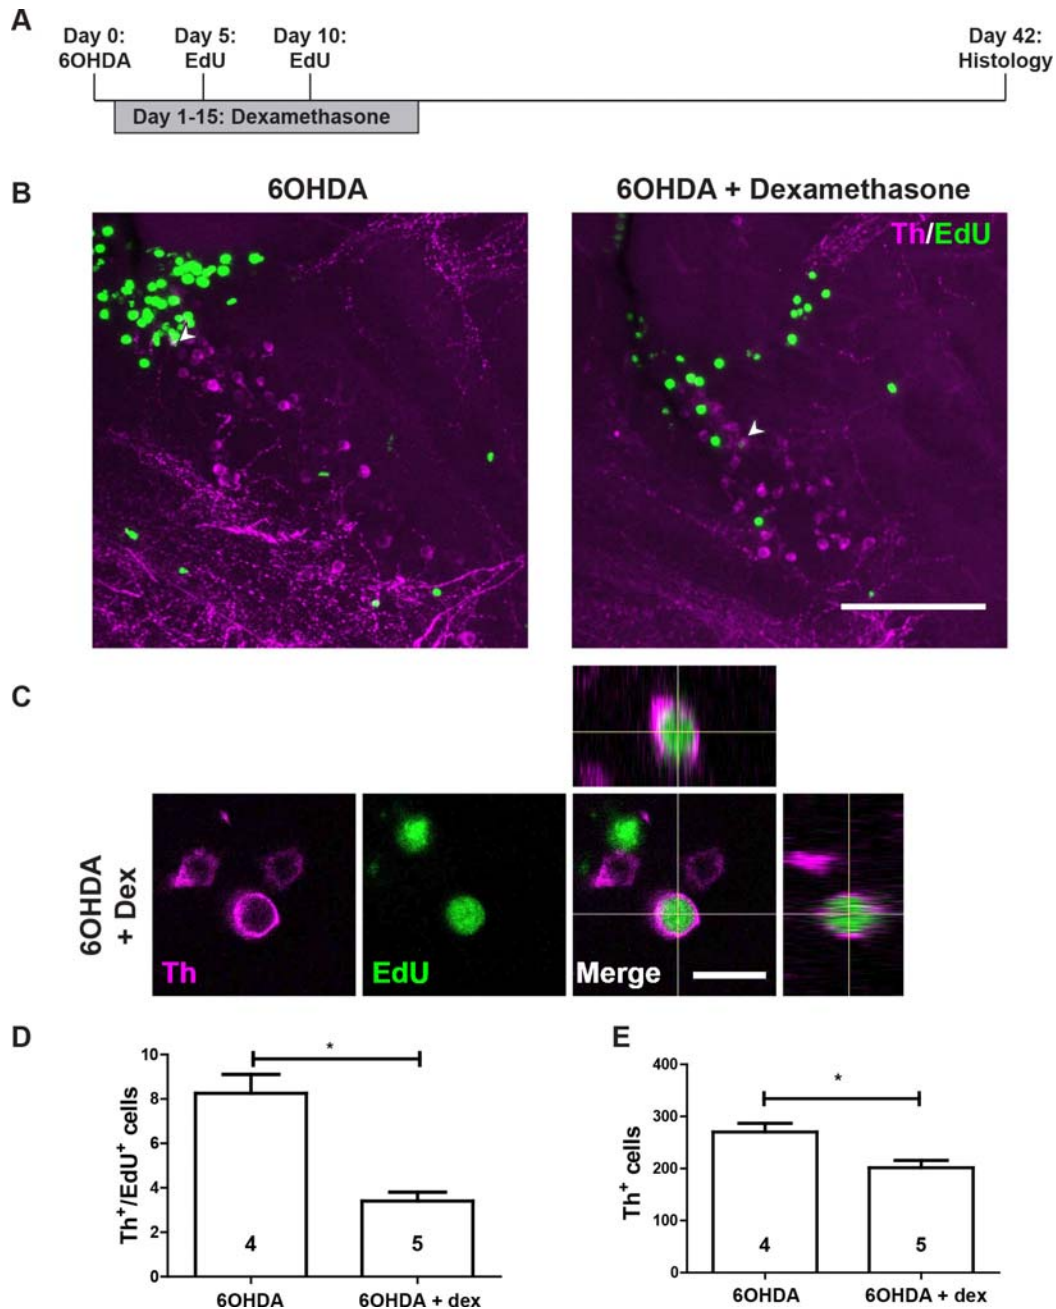 A
Day 0:
6OHDA
Day 5:
EdU
Day 10:
EdU
Day 42:
Histology
Day 1-15: Dexamethasone
B
6OHDA
6OHDA + Dexamethasone
Th/EdU
C
6OHDA
+ Dex
Th
EdU
Merge
D
Th+/EdU+ cells
10
8
6
4
2
0
*
4
5
6OHDA
6OHDA + dex
E
Th+ cells
400
300
200
100
0
*
4
5
6OHDA
6OHDA + dex